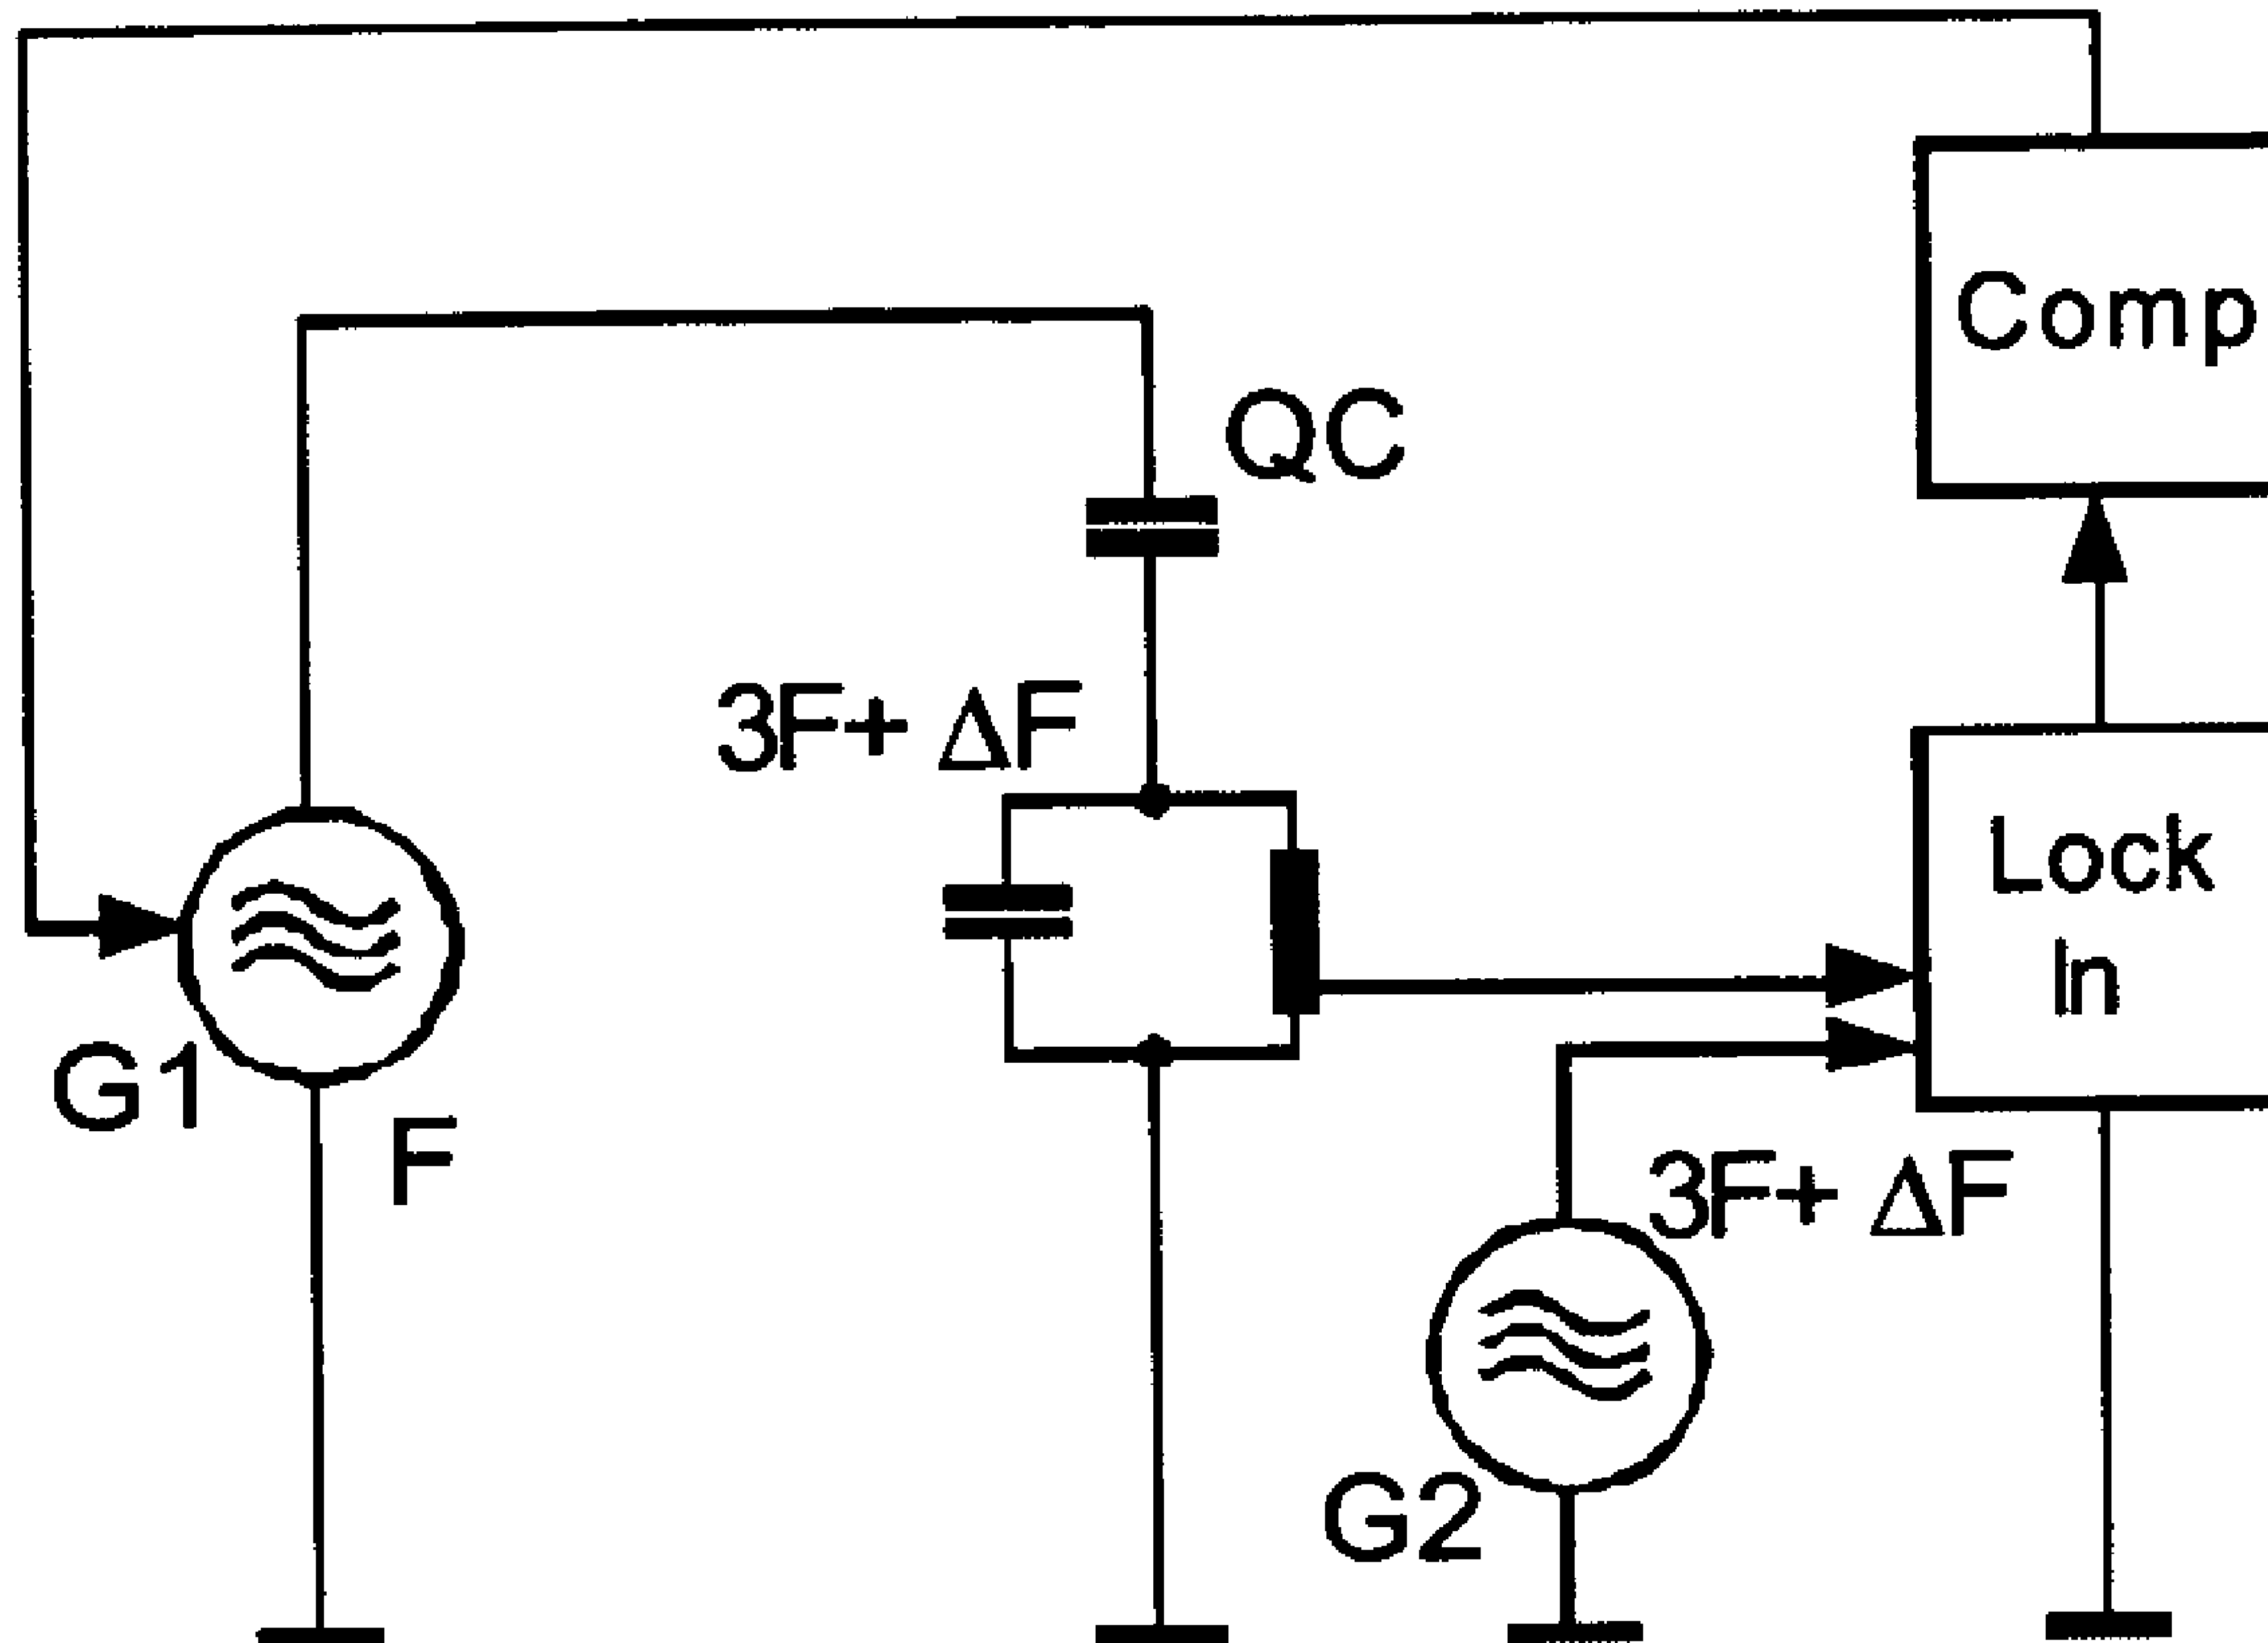 Comp
QC
3F+ ΔF
Lock
In
G1
F
3F+ ΔF
G2